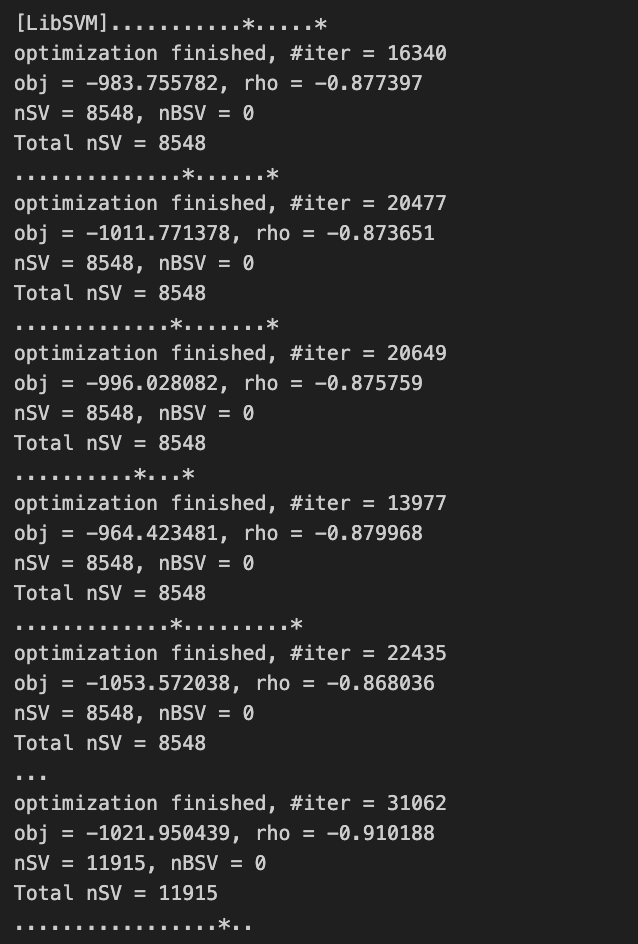 [LibSVM]...........*.....*
optimization finished, #iter = 16340
obj = -983.755782, rho = -0.877397
nSV = 8548, nBSV = 0
Total nSV = 8548
..............*......*
optimization finished, #iter = 20477
obj = -1011.771378, rho = -0.873651
nSV = 8548, nBSV = 0
Total nSV = 8548
.............*.......*
optimization finished, #iter = 20649
obj = -996.028082, rho = -0.875759
nSV = 8548, nBSV = 0
Total nSV = 8548
..........*...*
optimization finished, #iter = 13977
obj = -964.423481, rho = -0.879968
nSV = 8548, nBSV = 0
Total nSV = 8548
.............*.........*
optimization finished, #iter = 22435
obj = -1053.572038, rho = -0.868036
nSV = 8548, nBSV = 0
Total nSV = 8548
...
optimization finished, #iter = 31062
obj = -1021.950439, rho = -0.910188
nSV = 11915, nBSV = 0
Total nSV = 11915
.................*..